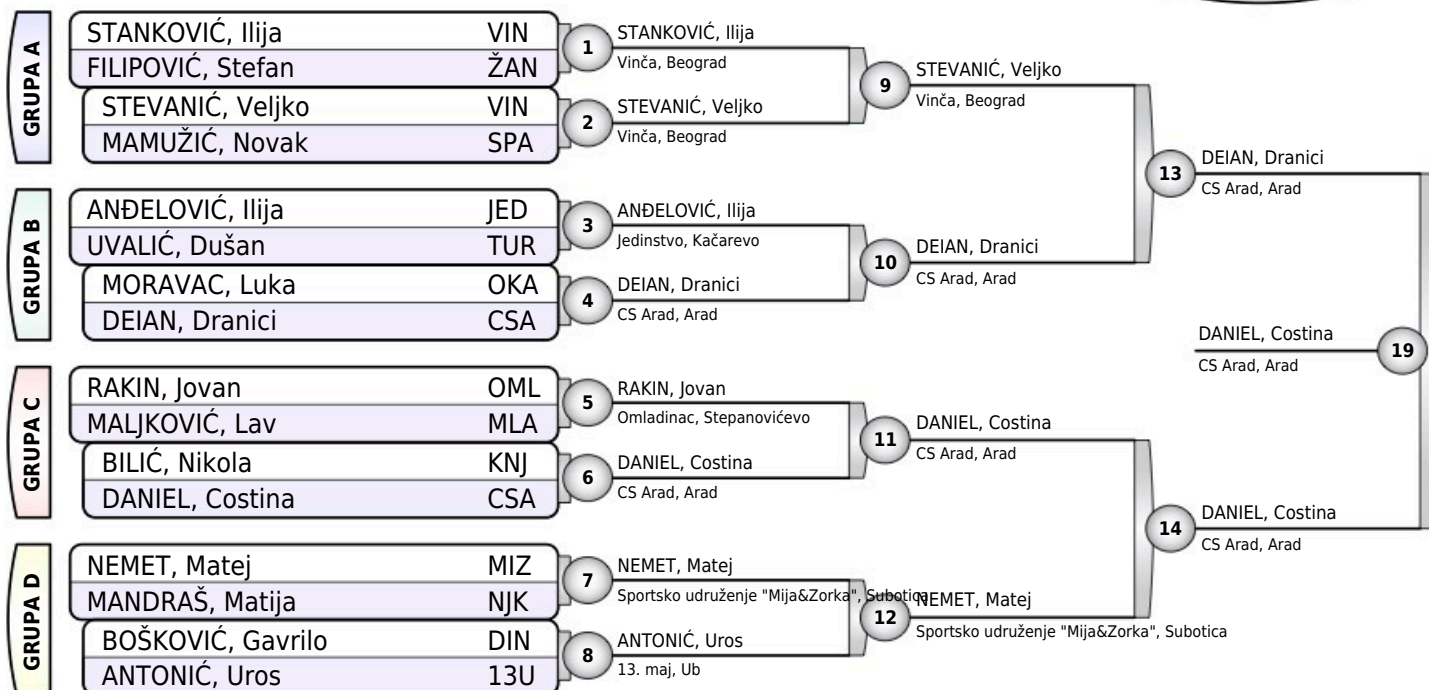 GRUPA A
STANKOVIĆ, Ilija VIN
FILIPOVIĆ, Stefan ŽAN
STEVANIĆ, Veljko VIN
MAMUŽIĆ, Novak SPA
1
STANKOVIĆ, Ilija
Vinča, Beograd
2
STEVANIĆ, Veljko
Vinča, Beograd
9
STEVANIĆ, Veljko
Vinča, Beograd
GRUPA B
ANĐELOVIĆ, Ilija JED
UVALIĆ, Dušan TUR
MORAVAC, Luka OKA
DEIAN, Dranici CSA
3
ANĐELOVIĆ, Ilija
Jedinstvo, Kačarevo
4
DEIAN, Dranici
CS Arad, Arad
10
DEIAN, Dranici
CS Arad, Arad
13
DEIAN, Dranici
CS Arad, Arad
GRUPA C
RAKIN, Jovan OML
MALJKOVIĆ, Lav MLA
BILIĆ, Nikola KNJ
DANIEL, Costina CSA
5
RAKIN, Jovan
Omladinac, Stepanovićevo
6
DANIEL, Costina
CS Arad, Arad
11
DANIEL, Costina
CS Arad, Arad
GRUPA D
NEMET, Matej MIZ
MANDRAŠ, Matija NJK
BOŠKOVIĆ, Gavrilo DIN
ANTONIĆ, Uros 13U
7
NEMET, Matej
Sportsko udruženje "Mija&Zorka", Subotica
8
ANTONIĆ, Uros
13. maj, Ub
12
NEMET, Matej
Sportsko udruženje "Mija&Zorka", Subotica
14
DANIEL, Costina
CS Arad, Arad
DANIEL, Costina
CS Arad, Arad
19